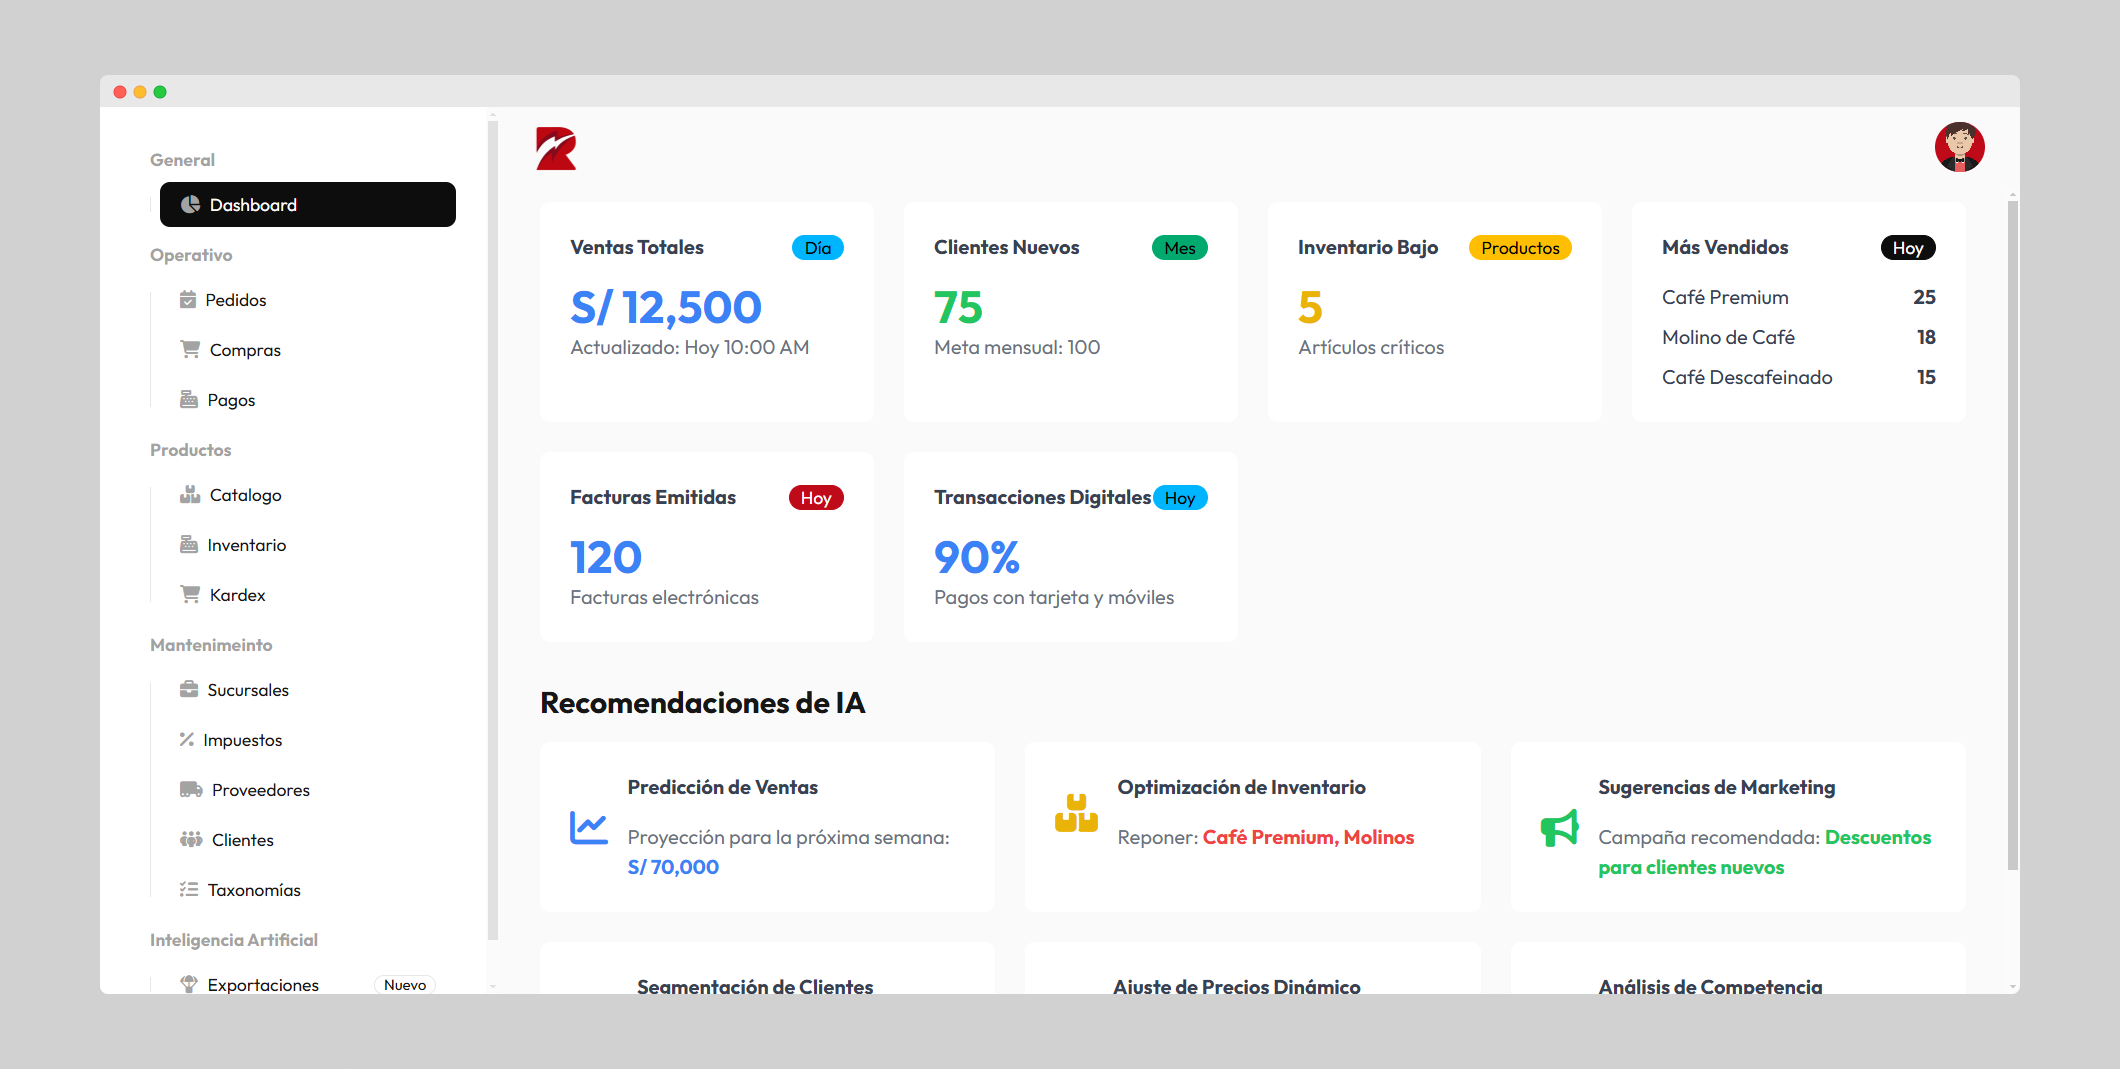 General
Dashboard
Operativo
Pedidos
Compras
Pagos
Productos
Catalogo
Inventario
Kardex
Mantenimeinto
Sucursales
Impuestos
Proveedores
Clientes
Taxonomías
Inteligencia Artificial
Exportaciones Nuevo
Ventas Totales Día
S/ 12,500
Actualizado: Hoy 10:00 AM
Clientes Nuevos Mes
75
Meta mensual: 100
Inventario Bajo Productos
5
Artículos críticos
Más Vendidos Hoy
Café Premium 25
Molino de Café 18
Café Descafeinado 15
Facturas Emitidas Hoy
120
Facturas electrónicas
Transacciones Digitales Hoy
90%
Pagos con tarjeta y móviles
Recomendaciones de IA
Predicción de Ventas
Proyección para la próxima semana:
S/ 70,000
Optimización de Inventario
Reponer: Café Premium, Molinos
Sugerencias de Marketing
Campaña recomendada: Descuentos
para clientes nuevos
Segmentación de Clientes
Ajuste de Precios Dinámico
Análisis de Competencia